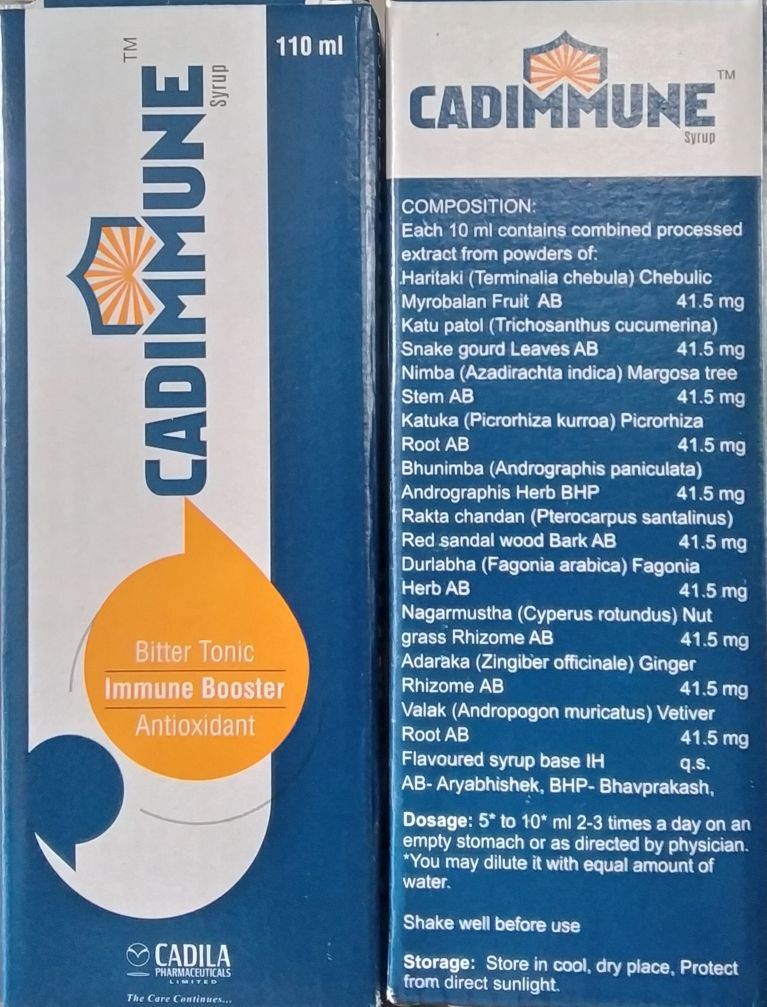 110 ml
CADIMMUNE™
Syrup
Bitter Tonic
Immune Booster
Antioxidant
CADILA
PHARMACEUTICALS
LIMITED
The Care Continues...
CADIMMUNE™
Syrup
COMPOSITION:
Each 10 ml contains combined processed
extract from powders of:
Haritaki (Terminalia chebula) Chebulic
Myrobalan Fruit AB 41.5 mg
Katu patol (Trichosanthus cucumerina)
Snake gourd Leaves AB 41.5 mg
Nimba (Azadirachta indica) Margosa tree
Stem AB 41.5 mg
Katuka (Picrorhiza kurroa) Picrorhiza
Root AB 41.5 mg
Bhunimba (Andrographis paniculata)
Andrographis Herb BHP 41.5 mg
Rakta chandan (Pterocarpus santalinus)
Red sandal wood Bark AB 41.5 mg
Durlabha (Fagonia arabica) Fagonia
Herb AB 41.5 mg
Nagarmustha (Cyperus rotundus) Nut
grass Rhizome AB 41.5 mg
Adaraka (Zingiber officinale) Ginger
Rhizome AB 41.5 mg
Valak (Andropogon muricatus) Vetiver
Root AB 41.5 mg
Flavoured syrup base IH q.s.
AB- Aryabhishek, BHP- Bhavprakash,
Dosage: 5* to 10* ml 2-3 times a day on an
empty stomach or as directed by physician.
*You may dilute it with equal amount of
water.
Shake well before use
Storage: Store in cool, dry place, Protect
from direct sunlight.